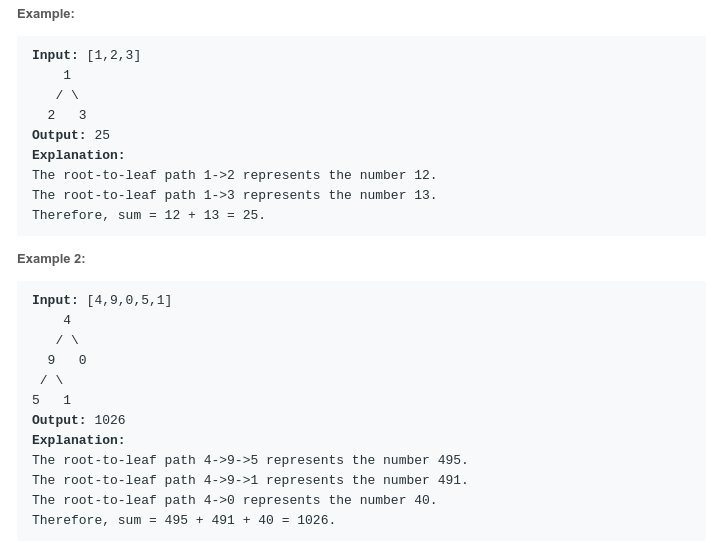 Example:
Input: [1,2,3]
    1
   / \
  2   3
Output: 25
Explanation:
The root-to-leaf path 1->2 represents the number 12.
The root-to-leaf path 1->3 represents the number 13.
Therefore, sum = 12 + 13 = 25.
Example 2:
Input: [4,9,0,5,1]
    4
   / \
  9   0
 / \
5   1
Output: 1026
Explanation:
The root-to-leaf path 4->9->5 represents the number 495.
The root-to-leaf path 4->9->1 represents the number 491.
The root-to-leaf path 4->0 represents the number 40.
Therefore, sum = 495 + 491 + 40 = 1026.